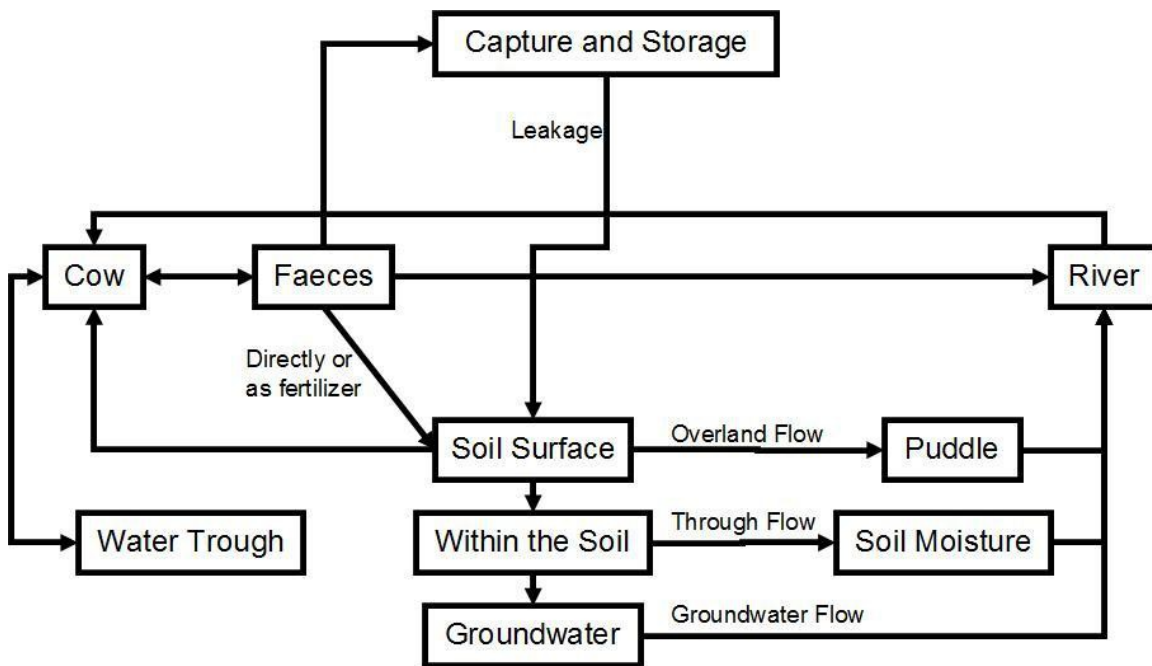 Capture and Storage
Leakage
Cow
Faeces
River
Directly or
as fertilizer
Soil Surface
Overland Flow
Puddle
Water Trough
Within the Soil
Through Flow
Soil Moisture
Groundwater
Groundwater Flow